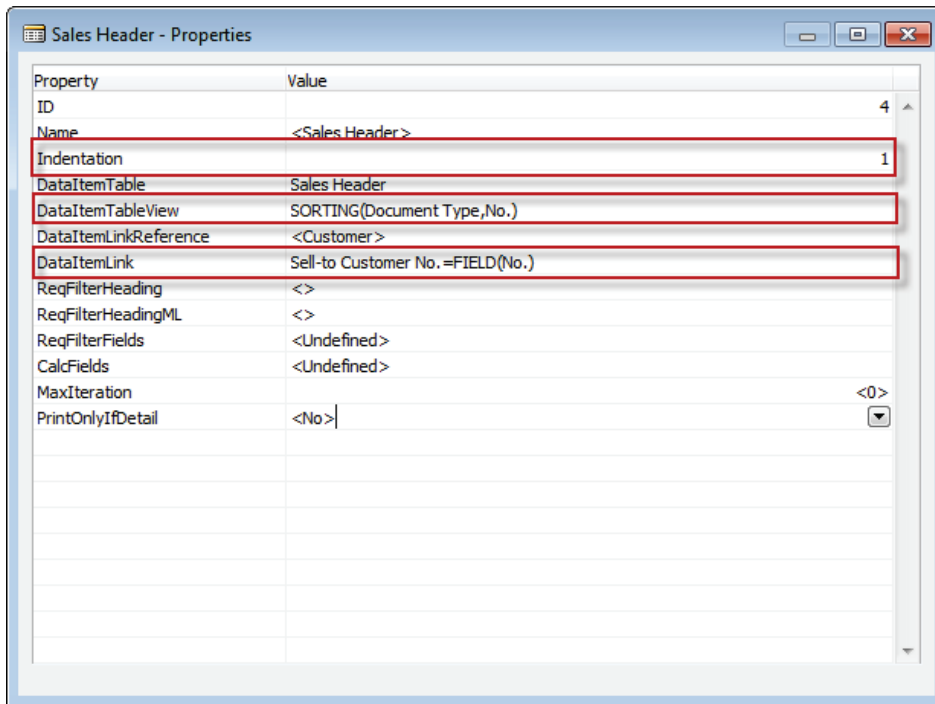 Sales Header - Properties
Property Value
ID 4
Name <Sales Header>
Indentation 1
DataItemTable Sales Header
DataItemTableView SORTING(Document Type,No.)
DataItemLinkReference <Customer>
DataItemLink Sell-to Customer No.=FIELD(No.)
ReqFilterHeading <>
ReqFilterHeadingML <>
ReqFilterFields <Undefined>
CalcFields <Undefined>
MaxIteration <0>
PrintOnlyIfDetail <No>